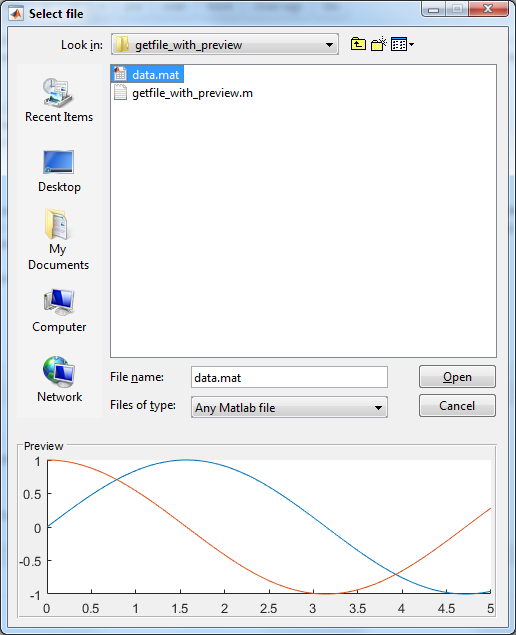 Select file
Look in: getfile_with_preview
data.mat
getfile_with_preview.m
Recent Items
Desktop
My
Documents
Computer
Network
File name: data.mat Open
Files of type: Any Matlab file Cancel
Preview
1
0.5
0
-0.5
-1
0 0.5 1 1.5 2 2.5 3 3.5 4 4.5 5